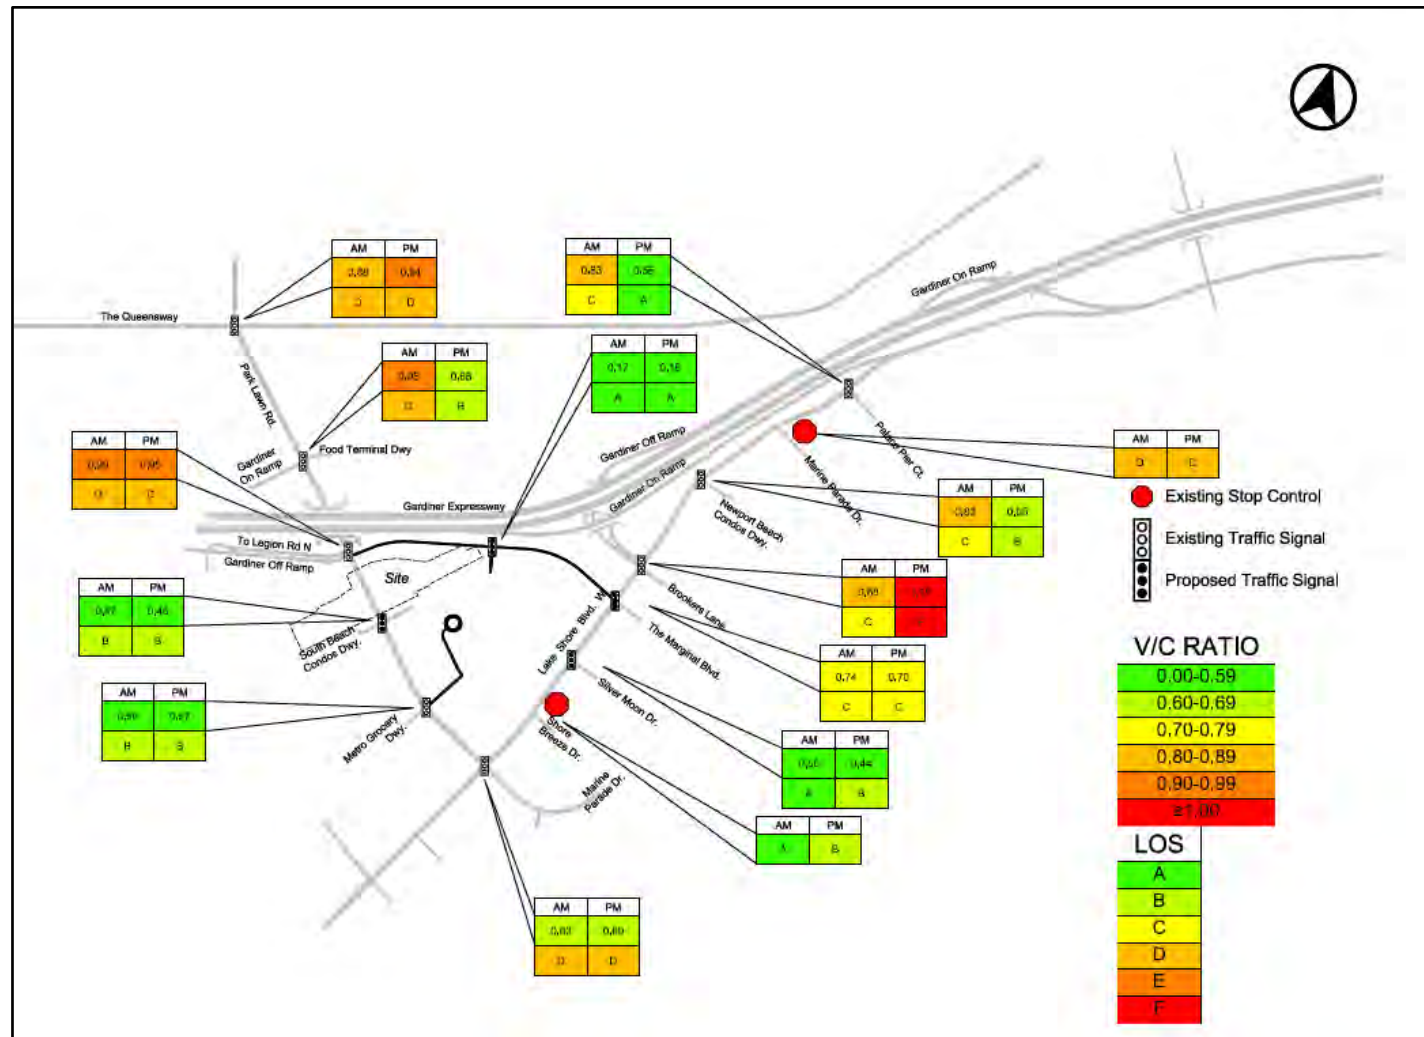 AM PM
0.94
D D
AM PM
0.83
C A
The Queensway
Gardiner On Ramp
AM PM
0.17
A A
AM PM
0.68
D B
Park Lawn Rd.
Gardiner
On Ramp
Food Terminal Dwy
Gardiner Off Ramp
Gardiner On Ramp
Gardiner Expressway
Palace Pier Ct.
Marine Parade Dr.
Newport Beach
Condos Dwy.
AM PM
D
AM PM
0.95
AM PM
C B
Existing Stop Control
Existing Traffic Signal
Proposed Traffic Signal
To Legion Rd N
Gardiner Off Ramp
Site
South Beach
Condos Dwy.
AM PM
0.46
B B
AM PM
C
Brookers Lane
The Marginal Blvd.
Lake Shore Blvd. W
Silver Moon Dr.
Shore
Breeze Dr.
AM PM
0.74 0.70
C C
AM PM
B B
Metro Grocery
Dwy.
Marine
Parade Dr.
AM PM
0.44
A B
AM PM
A B
AM PM
D D
V/C RATIO
0.00-0.59
0.60-0.69
0.70-0.79
0.80-0.89
0.90-0.99
≥1.00
LOS
A
B
C
D
E
F